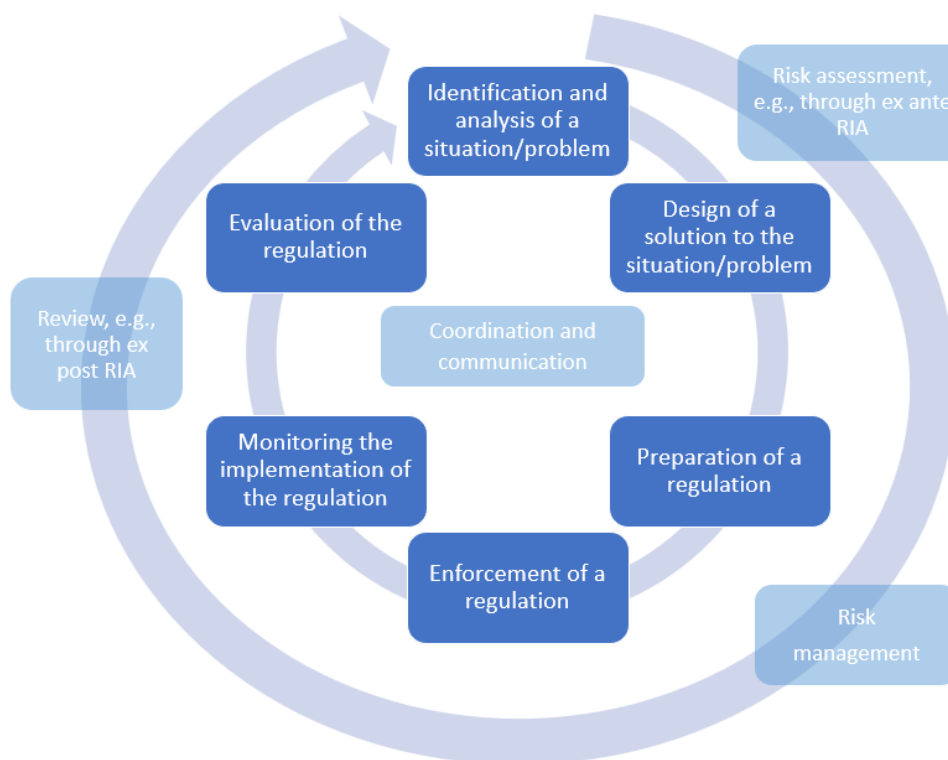 Identification and
analysis of a
situation/problem
Risk assessment,
e.g., through ex ante
RIA
Design of a
solution to the
situation/problem
Preparation of a
regulation
Risk
management
Enforcement of a
regulation
Monitoring the
implementation of
the regulation
Review, e.g.,
through ex
post RIA
Evaluation of the
regulation
Coordination and
communication